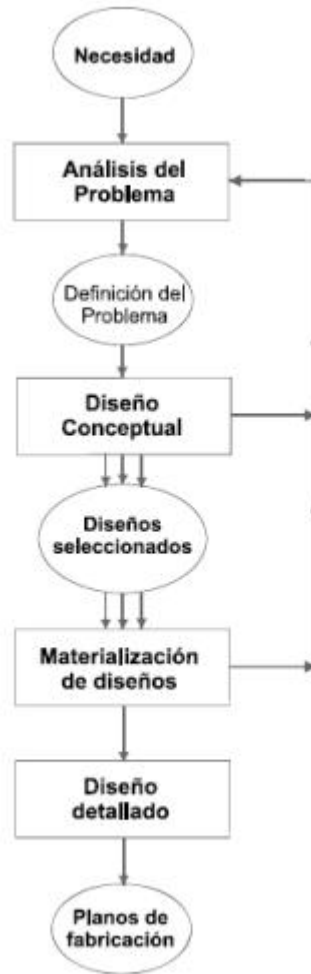 Necesidad
Análisis del
Problema
Definición del
Problema
Diseño
Conceptual
Diseños
seleccionados
Materialización
de diseños
Diseño
detallado
Planos de
fabricación